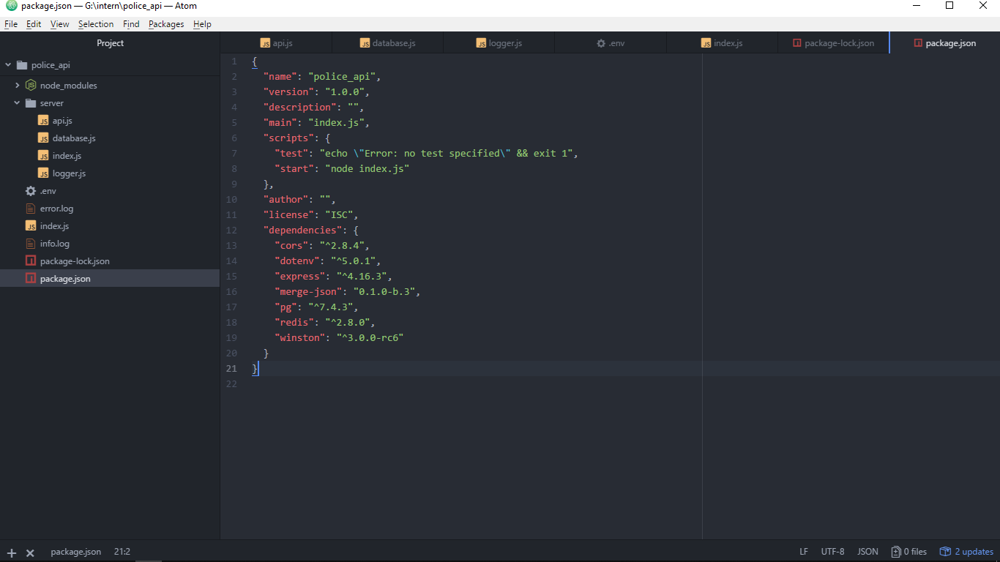 package.json — G:\intern\police_api — Atom
File Edit View Selection Find Packages Help
Project
api.js database.js logger.js .env index.js package-lock.json package.json
police_api
node_modules
server
api.js
database.js
index.js
logger.js
.env
error.log
index.js
info.log
package-lock.json
package.json
1 {
2 "name": "police_api",
3 "version": "1.0.0",
4 "description": "",
5 "main": "index.js",
6 "scripts": {
7 "test": "echo \"Error: no test specified\" && exit 1",
8 "start": "node index.js"
9 },
10 "author": "",
11 "license": "ISC",
12 "dependencies": {
13 "cors": "^2.8.4",
14 "dotenv": "^5.0.1",
15 "express": "^4.16.3",
16 "merge-json": "0.1.0-b.3",
17 "pg": "^7.4.3",
18 "redis": "^2.8.0",
19 "winston": "^3.0.0-rc6"
20 }
21 }
22
package.json 21:2 LF UTF-8 JSON 0 files 2 updates